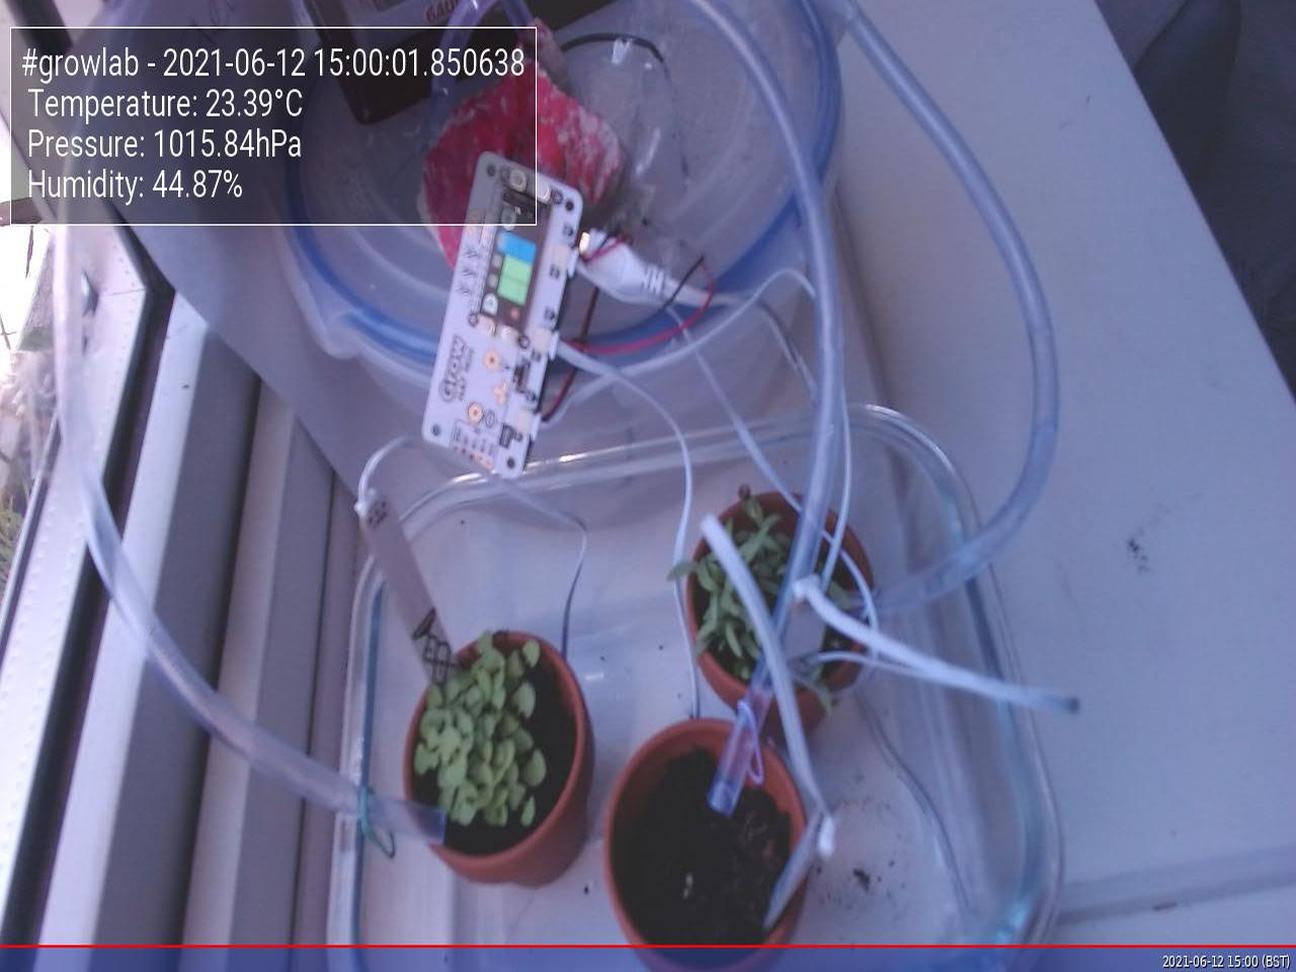 #growlab - 2021-06-12 15:00:01.850638
Temperature: 23.39°C
Pressure: 1015.84hPa
Humidity: 44.87%
GROW
2021-06-12 15:00 (BST)